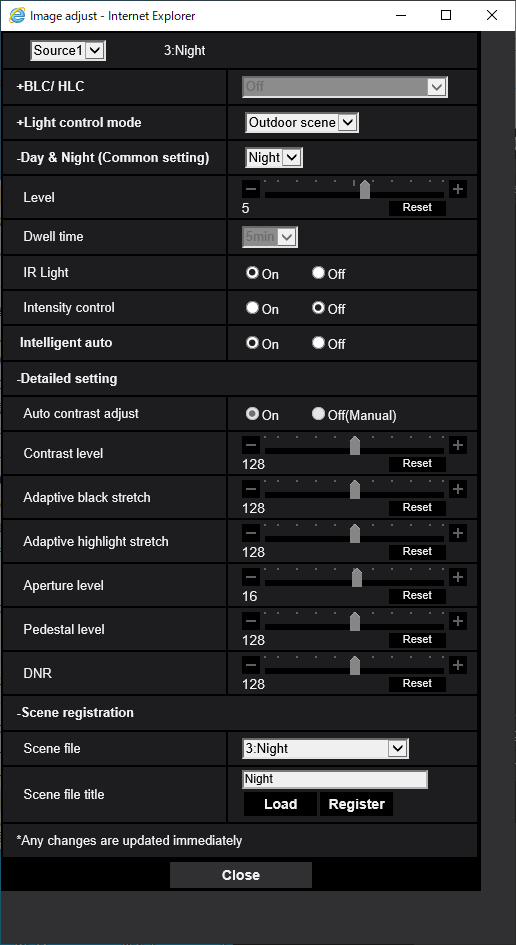 Image adjust - Internet Explorer
Source1 3:Night
+BLC/ HLC Off
+Light control mode Outdoor scene
-Day & Night (Common setting) Night
Level 5 Reset
Dwell time 5min
IR Light On Off
Intensity control On Off
Intelligent auto On Off
-Detailed setting
Auto contrast adjust On Off(Manual)
Contrast level 128 Reset
Adaptive black stretch 128 Reset
Adaptive highlight stretch 128 Reset
Aperture level 16 Reset
Pedestal level 128 Reset
DNR 128 Reset
-Scene registration
Scene file 3:Night
Scene file title Night
Load Register
*Any changes are updated immediately
Close